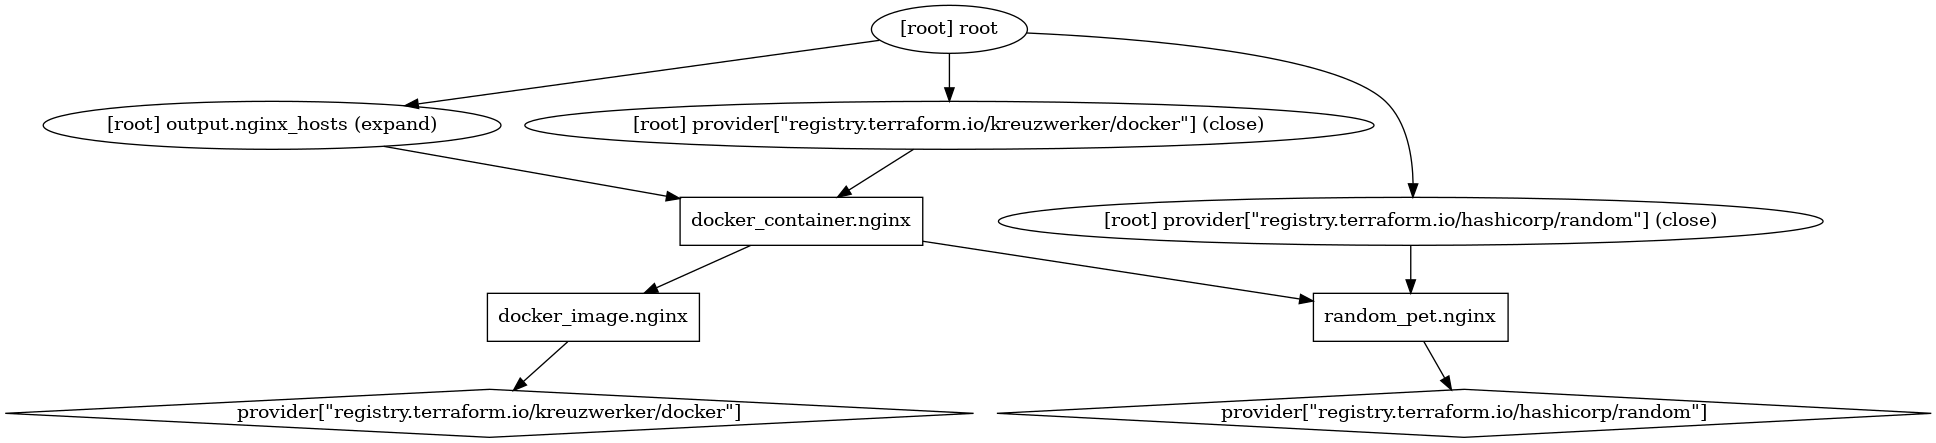 [root] root
[root] output.nginx_hosts (expand)
[root] provider[\"registry.terraform.io/kreuzwerker/docker\"] (close)
docker_container.nginx
[root] provider[\"registry.terraform.io/hashicorp/random\"] (close)
docker_image.nginx
random_pet.nginx
provider[\"registry.terraform.io/kreuzwerker/docker\"]
provider[\"registry.terraform.io/hashicorp/random\"]